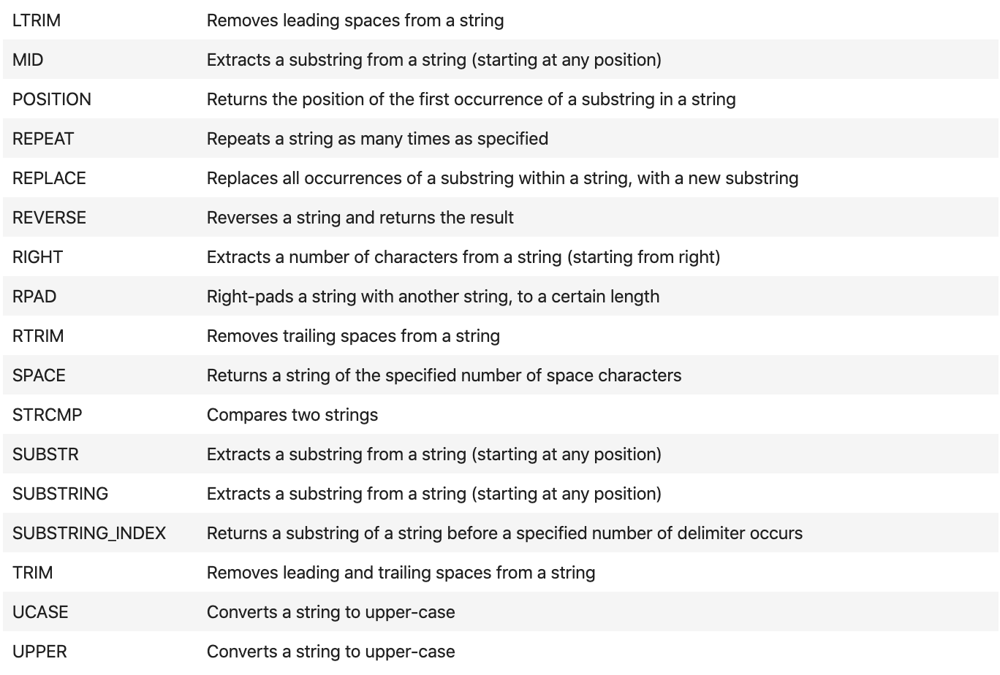 LTRIM Removes leading spaces from a string
MID Extracts a substring from a string (starting at any position)
POSITION Returns the position of the first occurrence of a substring in a string
REPEAT Repeats a string as many times as specified
REPLACE Replaces all occurrences of a substring within a string, with a new substring
REVERSE Reverses a string and returns the result
RIGHT Extracts a number of characters from a string (starting from right)
RPAD Right-pads a string with another string, to a certain length
RTRIM Removes trailing spaces from a string
SPACE Returns a string of the specified number of space characters
STRCMP Compares two strings
SUBSTR Extracts a substring from a string (starting at any position)
SUBSTRING Extracts a substring from a string (starting at any position)
SUBSTRING_INDEX Returns a substring of a string before a specified number of delimiter occurs
TRIM Removes leading and trailing spaces from a string
UCASE Converts a string to upper-case
UPPER Converts a string to upper-case